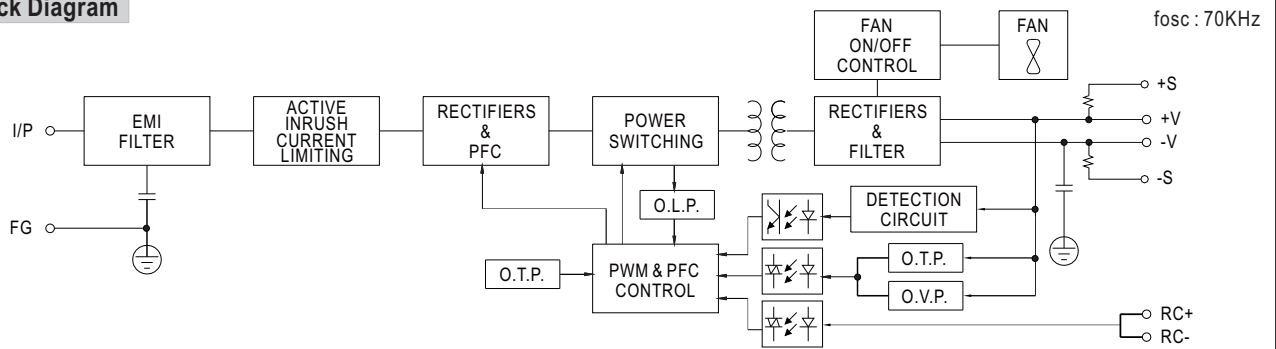 ck Diagram
fosc : 70KHz
FAN
ON/OFF
CONTROL
FAN
I/P
EMI
FILTER
ACTIVE
INRUSH
CURRENT
LIMITING
RECTIFIERS
&
PFC
POWER
SWITCHING
RECTIFIERS
&
FILTER
+S
+V
-V
-S
FG
O.L.P.
DETECTION
CIRCUIT
O.T.P.
PWM & PFC
CONTROL
O.T.P.
O.V.P.
RC+
RC-